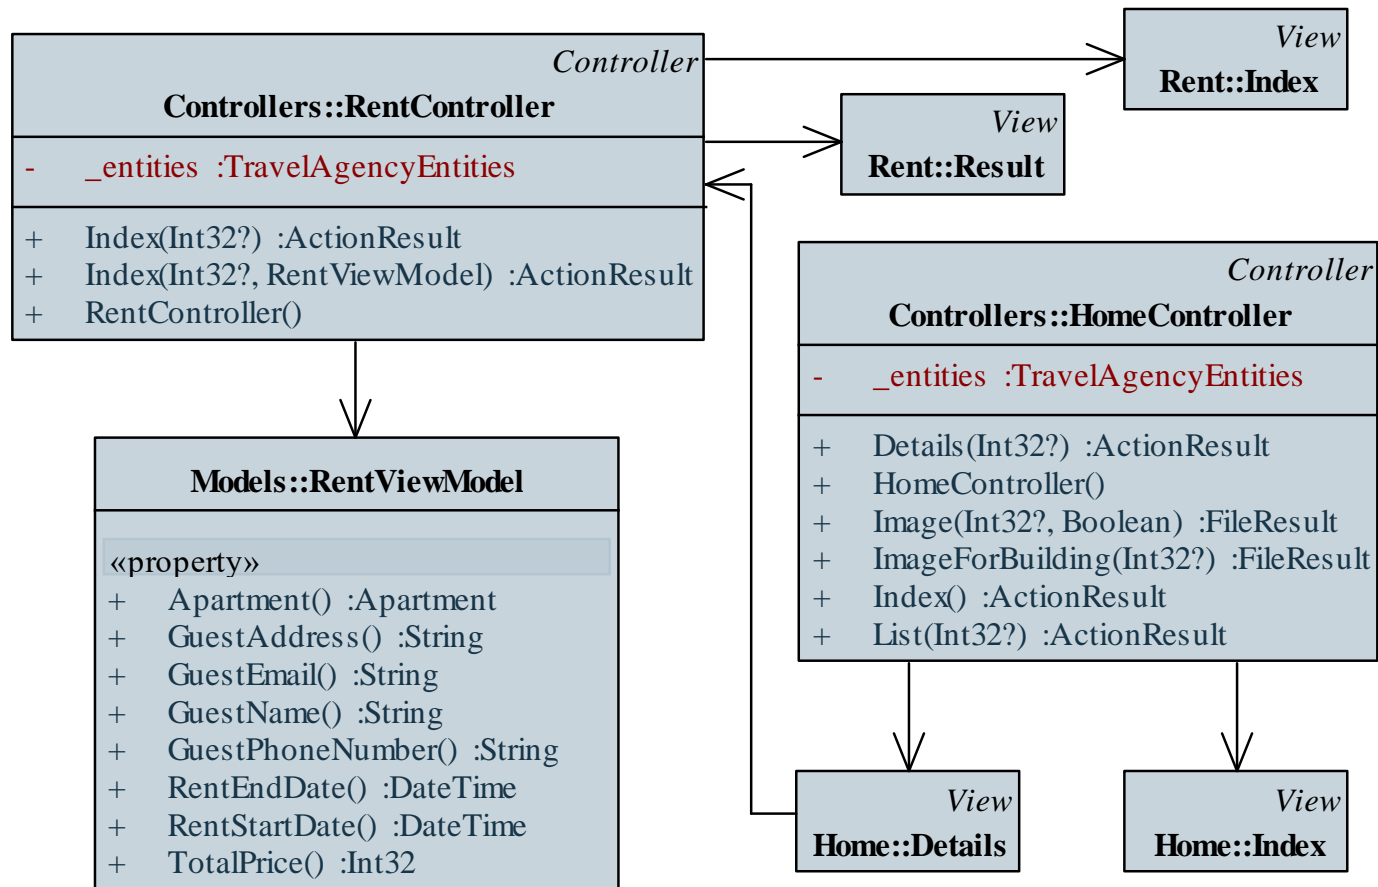 Controller
Controllers::RentController
- _entities :TravelAgencyEntities
+ Index(Int32?) :ActionResult
+ Index(Int32?, RentViewModel) :ActionResult
+ RentController()
View
Rent::Index
View
Rent::Result
Controller
Controllers::HomeController
- _entities :TravelAgencyEntities
+ Details(Int32?) :ActionResult
+ HomeController()
+ Image(Int32?, Boolean) :FileResult
+ ImageForBuilding(Int32?) :FileResult
+ Index() :ActionResult
+ List(Int32?) :ActionResult
Models::RentViewModel
«property»
+ Apartment() :Apartment
+ GuestAddress() :String
+ GuestEmail() :String
+ GuestName() :String
+ GuestPhoneNumber() :String
+ RentEndDate() :DateTime
+ RentStartDate() :DateTime
+ TotalPrice() :Int32
View
Home::Details
View
Home::Index